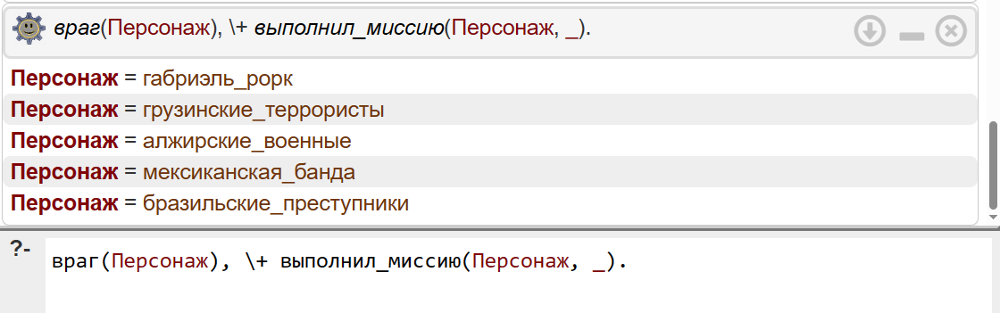 враг(Персонаж), \+ выполнил_миссию(Персонаж, _).
Персонаж = габриэль_рорк
Персонаж = грузинские_террористы
Персонаж = алжирские_военные
Персонаж = мексиканская_банда
Персонаж = бразильские_преступники
?- враг(Персонаж), \+ выполнил_миссию(Персонаж, _).